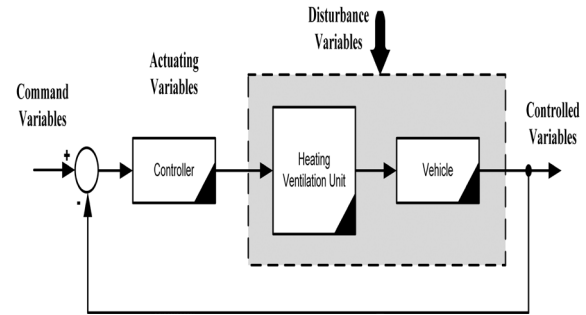 Disturbance
Variables
Actuating
Variables
Command
Variables
Controlled
Variables
+
-
Controller
Heating
Ventilation Unit
Vehicle